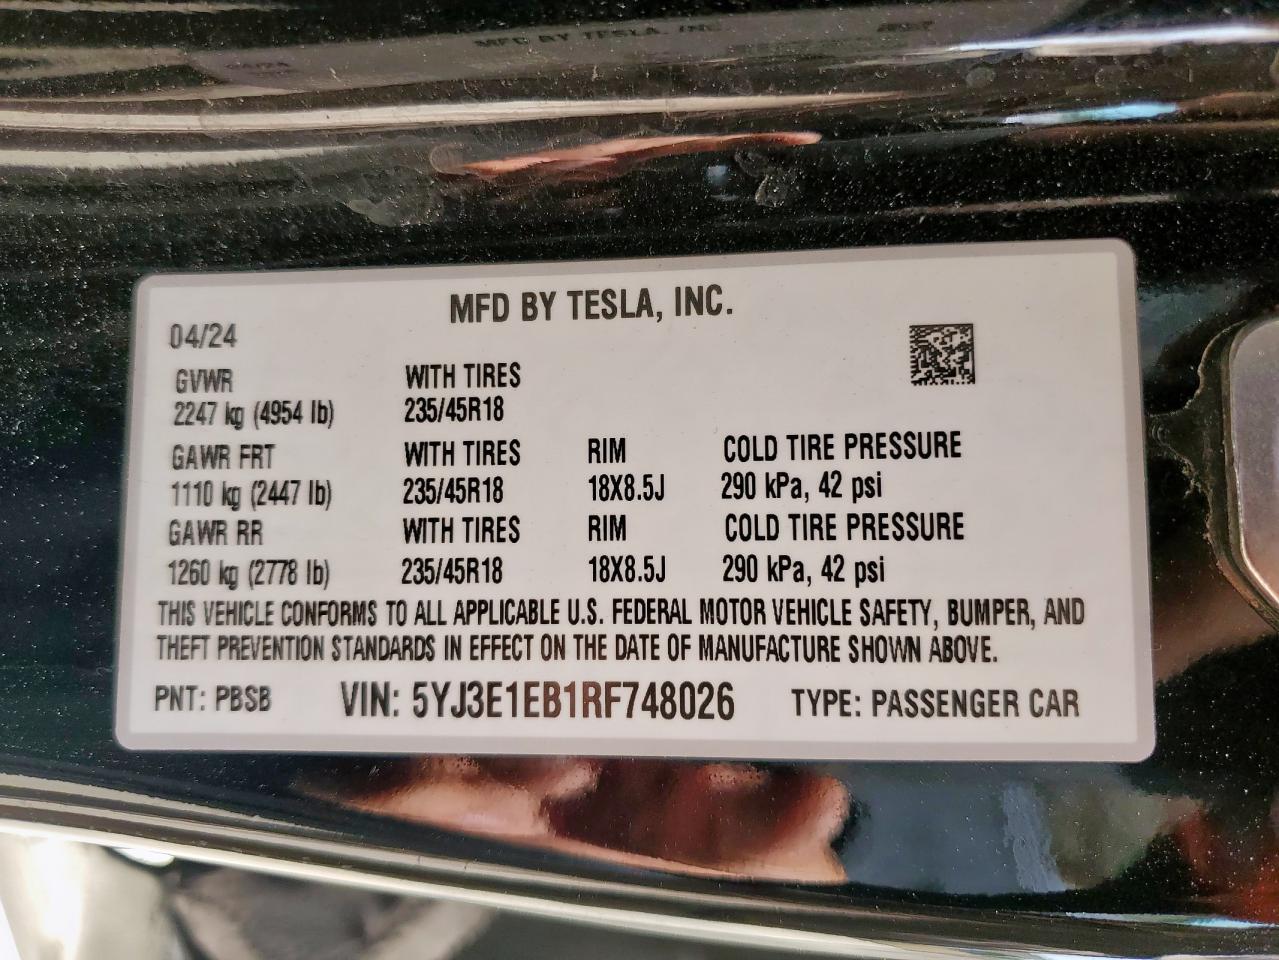 MFD BY TESLA, INC.
04/24
GVWR WITH TIRES
2247 kg (4954 lb) 235/45R18
GAWR FRT WITH TIRES RIM COLD TIRE PRESSURE
1110 kg (2447 lb) 235/45R18 18X8.5J 290 kPa, 42 psi
GAWR RR WITH TIRES RIM COLD TIRE PRESSURE
1260 kg (2778 lb) 235/45R18 18X8.5J 290 kPa, 42 psi
THIS VEHICLE CONFORMS TO ALL APPLICABLE U.S. FEDERAL MOTOR VEHICLE SAFETY, BUMPER, AND
THEFT PREVENTION STANDARDS IN EFFECT ON THE DATE OF MANUFACTURE SHOWN ABOVE.
PNT: PBSB VIN: 5YJ3E1EB1RF748026 TYPE: PASSENGER CAR